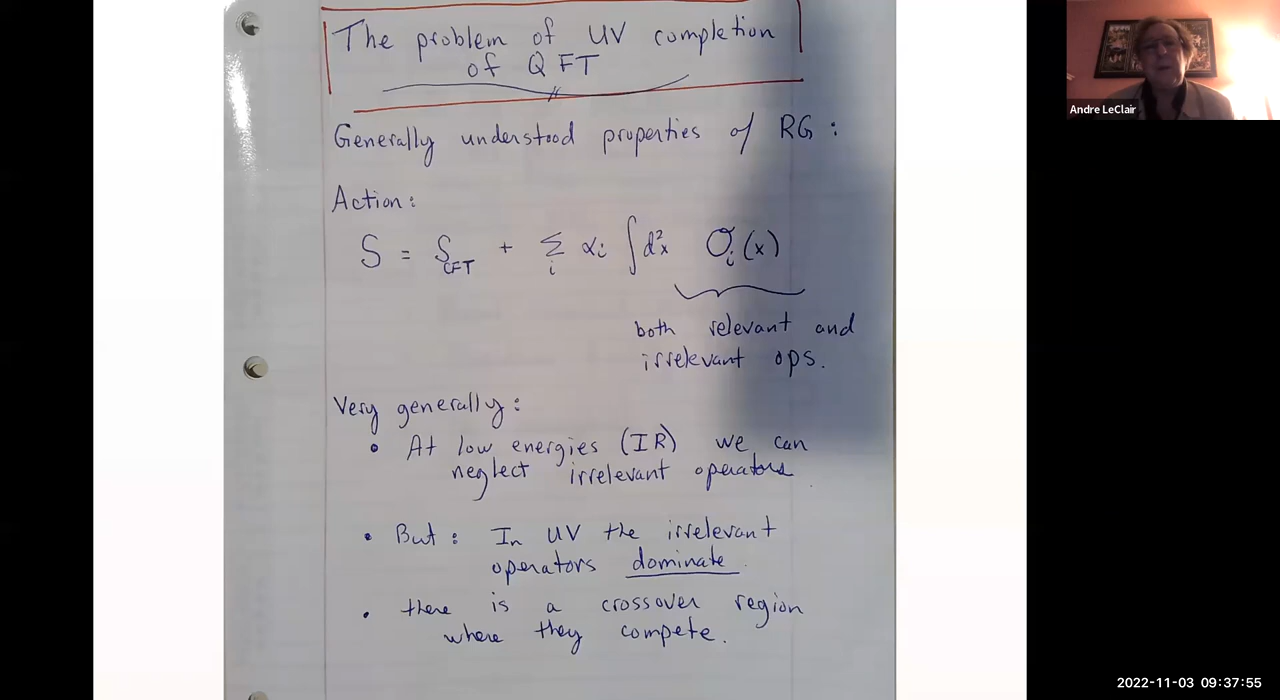 The problem of UV completion
of QFT
Generally understood properties of RG :
Action :
S = S_CFT + Σ_i α_i ∫ d²x O_i(x)
both relevant and
irrelevant ops.
Very generally :
• At low energies (IR) we can
neglect irrelevant operators
• But : In UV the irrelevant
operators dominate.
• there is a crossover region
where they compete.
Andre LeClair
2022-11-03 09:37:55